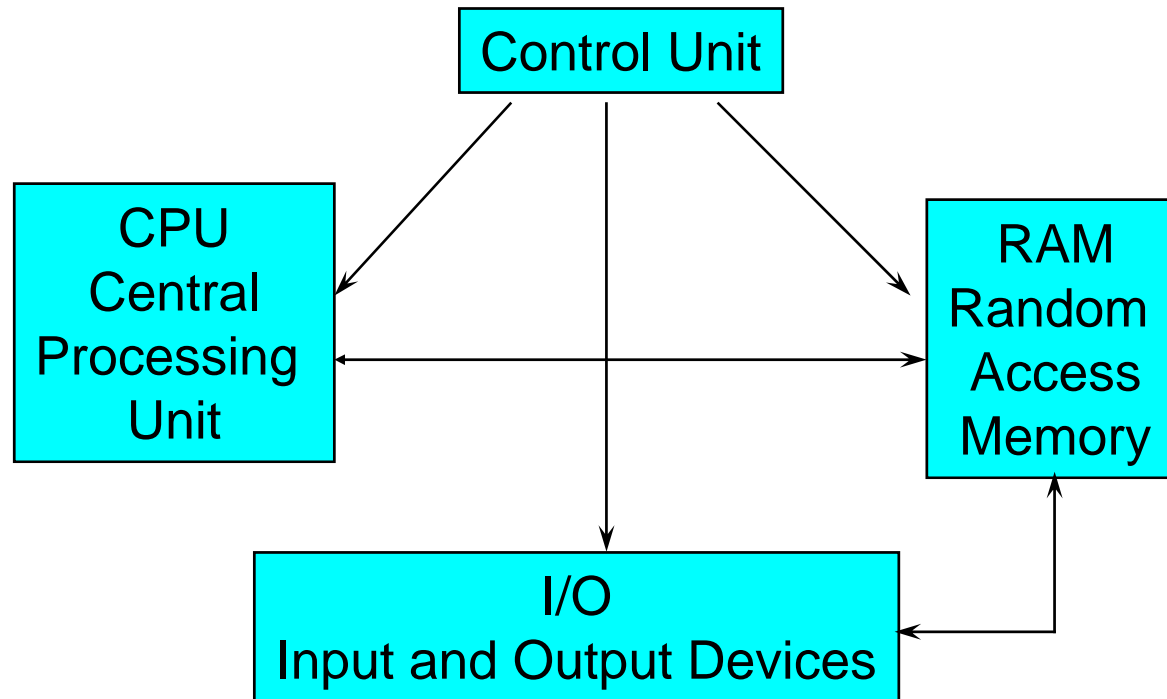 Control Unit
CPU
Central
Processing
Unit
RAM
Random
Access
Memory
I/O
Input and Output Devices